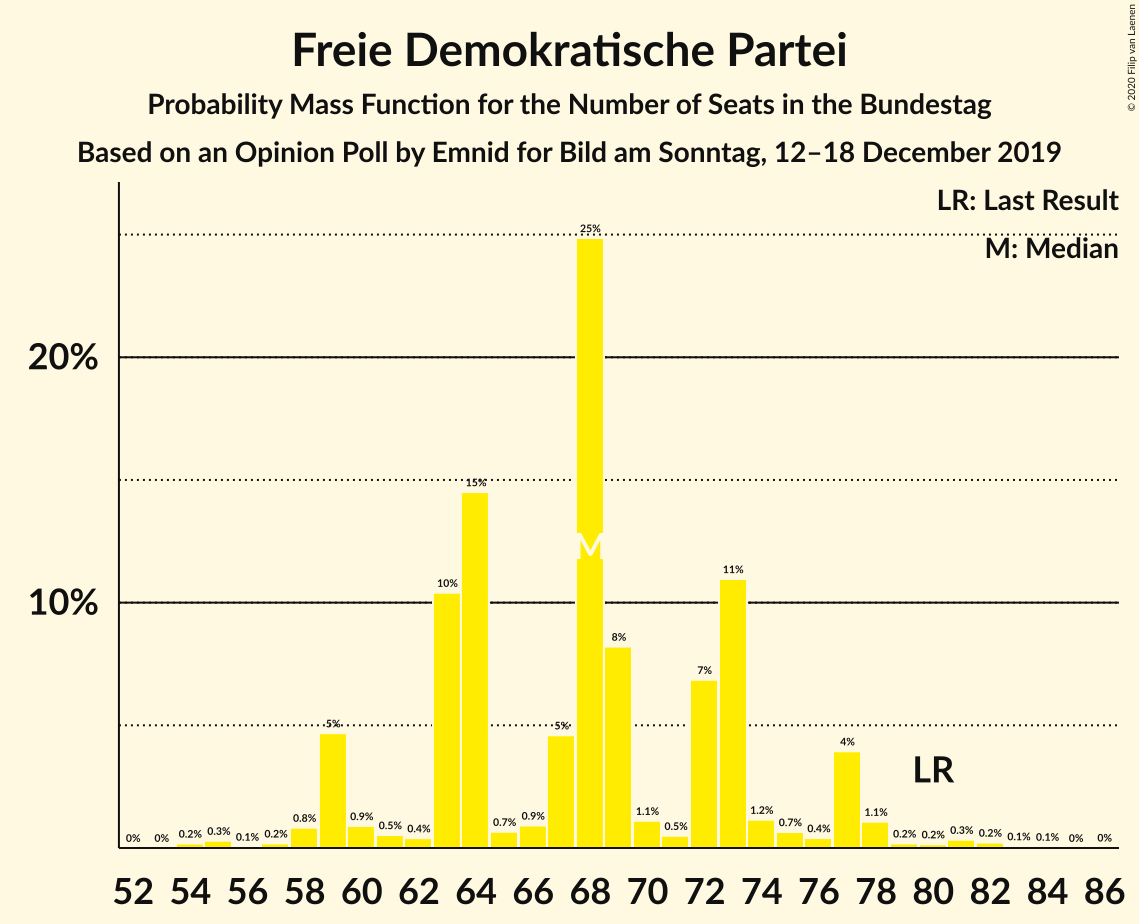 Freie Demokratische Partei
Probability Mass Function for the Number of Seats in the Bundestag
Based on an Opinion Poll by Emnid for Bild am Sonntag, 12–18 December 2019
© 2020 Filip van Laenen
LR: Last Result
M: Median
20%
10%
0% 0% 0.2% 0.3% 0.1% 0.2% 0.8% 5% 0.9% 0.5% 0.4% 10% 15% 0.7% 0.9% 5% 25% 8% 1.1% 0.5% 7% 11% 1.2% 0.7% 0.4% 4% 1.1% 0.2% 0.2% 0.3% 0.2% 0.1% 0.1% 0% 0%
M
LR
52 54 56 58 60 62 64 66 68 70 72 74 76 78 80 82 84 86